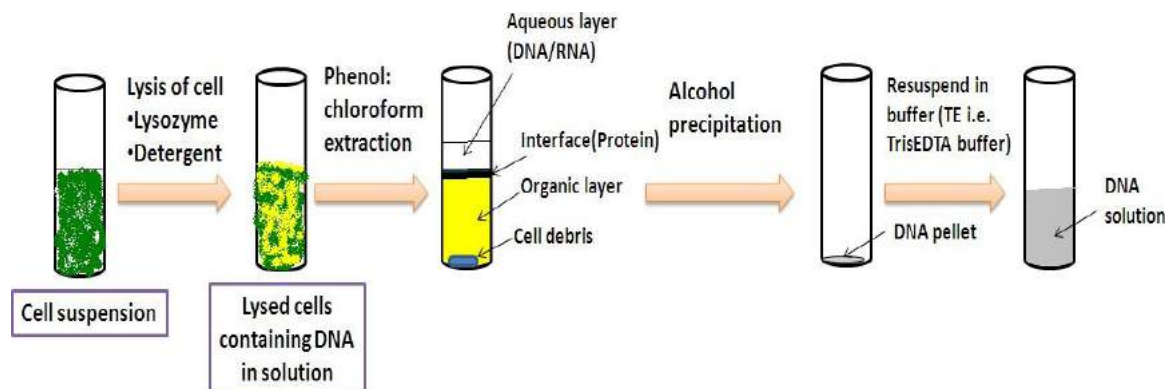 Cell suspension
Lysis of cell
•Lysozyme
•Detergent
Lysed cells
containing DNA
in solution
Phenol:
chloroform
extraction
Aqueous layer
(DNA/RNA)
Interface(Protein)
Organic layer
Cell debris
Alcohol
precipitation
DNA pellet
Resuspend in
buffer (TE i.e.
TrisEDTA buffer)
DNA
solution